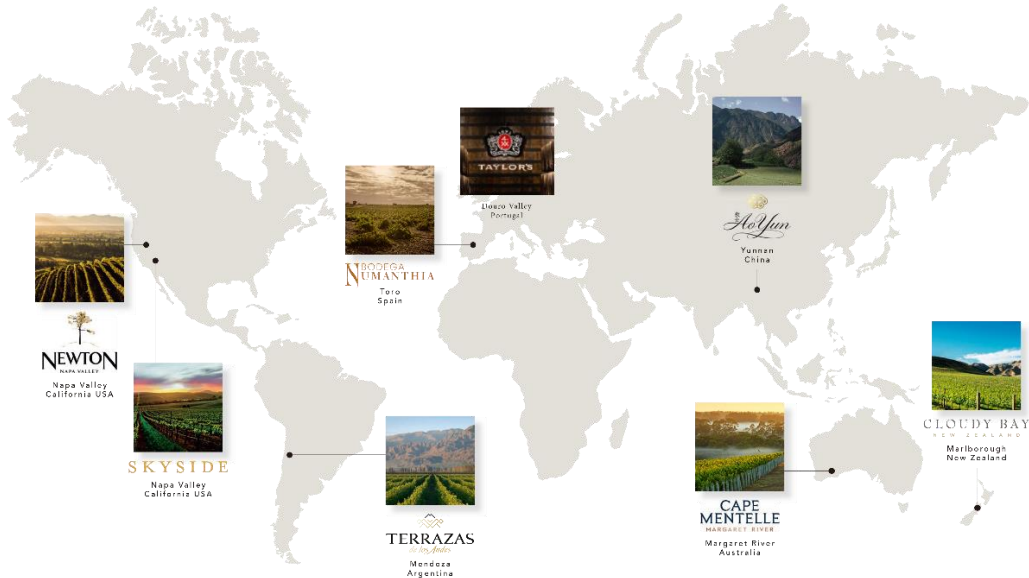 TAYLOR'S
Douro Valley
Portugal
BODEGA
NUMANTHIA
Toro
Spain
AoYun
Yunnan
China
NEWTON
NAPA VALLEY
Napa Valley
California USA
SKYSIDE
Napa Valley
California USA
TERRAZAS
de los Andes
Mendoza
Argentina
CAPE
MENTELLE
MARGARET RIVER
Margaret River
Australia
CLOUDY BAY
NEW ZEALAND
Marlborough
New Zealand